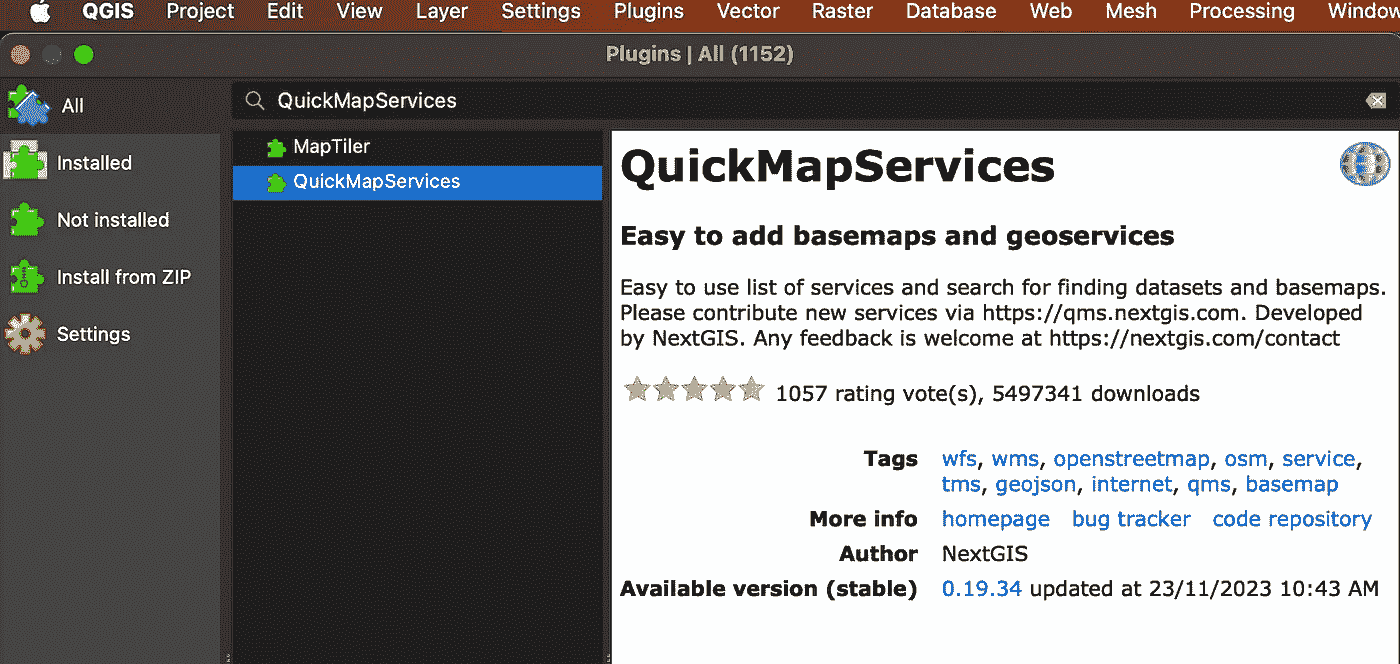 QGIS Project Edit View Layer Settings Plugins Vector Raster Database Web Mesh Processing Window
Plugins | All (1152)
All
Installed
Not installed
Install from ZIP
Settings
QuickMapServices
MapTiler
QuickMapServices
QuickMapServices
Easy to add basemaps and geoservices
Easy to use list of services and search for finding datasets and basemaps.
Please contribute new services via https://qms.nextgis.com. Developed
by NextGIS. Any feedback is welcome at https://nextgis.com/contact
1057 rating vote(s), 5497341 downloads
Tags wfs, wms, openstreetmap, osm, service,
tms, geojson, internet, qms, basemap
More info homepage bug tracker code repository
Author NextGIS
Available version (stable) 0.19.34 updated at 23/11/2023 10:43 AM